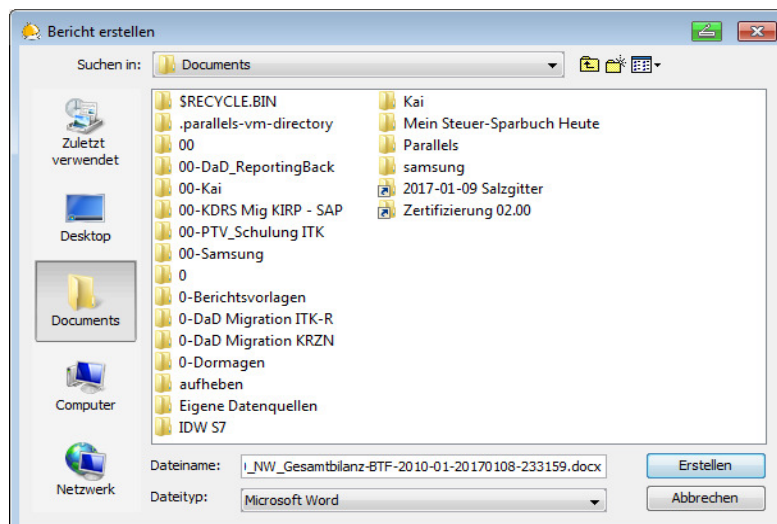 Bericht erstellen
Suchen in:
Documents
Zuletzt
verwendet
Desktop
Documents
Computer
Netzwerk
$RECYCLE.BIN
.parallels-vm-directory
00
00-DaD_ReportingBack
00-Kai
00-KDRS Mig KIRP - SAP
00-PTV_Schulung ITK
00-Samsung
0
0-Berichtsvorlagen
0-DaD Migration ITK-R
0-DaD Migration KRZN
0-Dormagen
aufheben
Eigene Datenquellen
IDW S7
Kai
Mein Steuer-Sparbuch Heute
Parallels
samsung
2017-01-09 Salzgitter
Zertifizierung 02.00
Dateiname:
_NW_Gesamtbilanz-BTF-2010-01-20170108-233159.docx
Erstellen
Dateityp:
Microsoft Word
Abbrechen